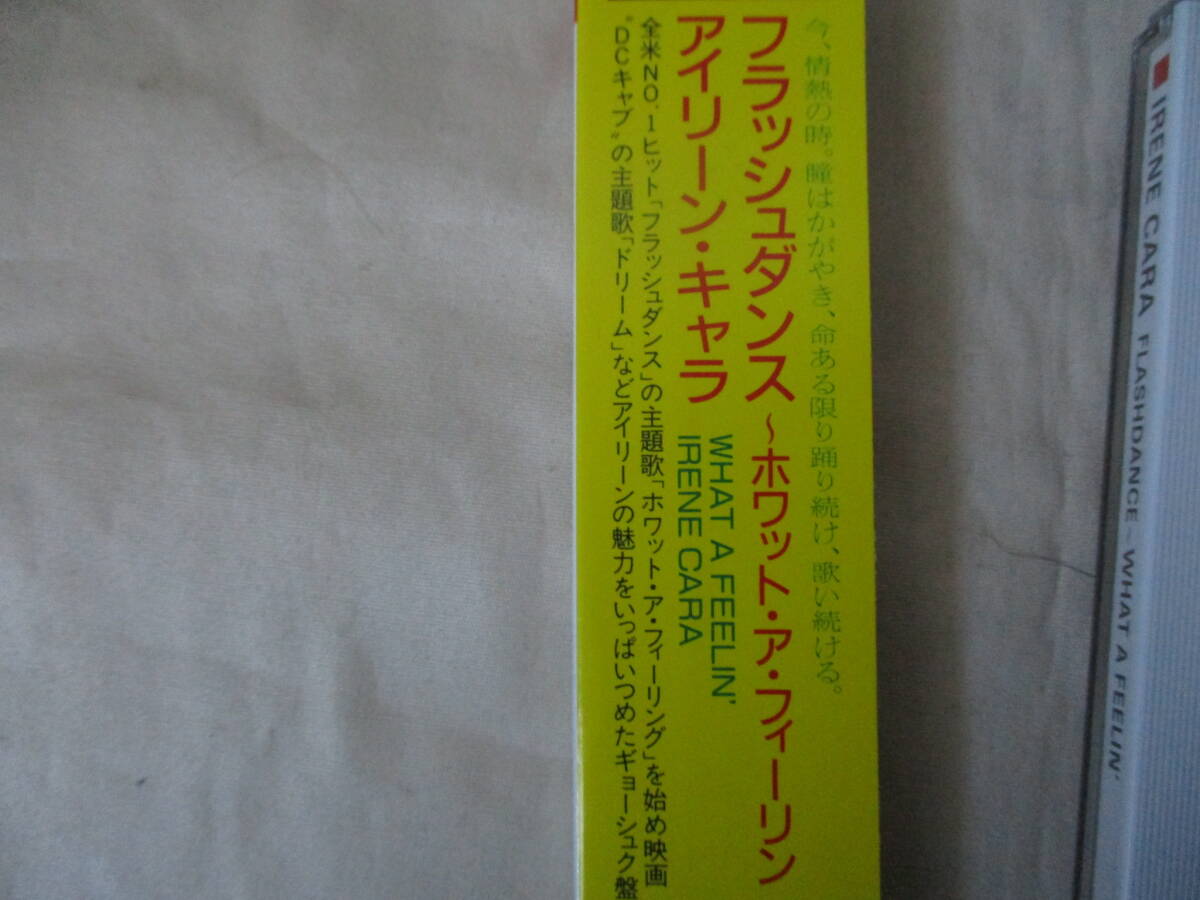 今、情熱の時。瞳はかがやき、命ある限り踊り続け、歌い続ける。
フラッシュダンス～ホワット・ア・フィーリン
アイリーン・キャラ
WHAT A FEELIN'
IRENE CARA
全米NO.1ヒット「フラッシュダンス」の主題歌「ホワット・ア・フィーリング」を始め映画
"DCキャブ"の主題歌「ドリーム」などアイリーンの魅力をいっぱいつめたギョーシュク盤
IRENE CARA FLASHDANCE~WHAT A FEELIN'